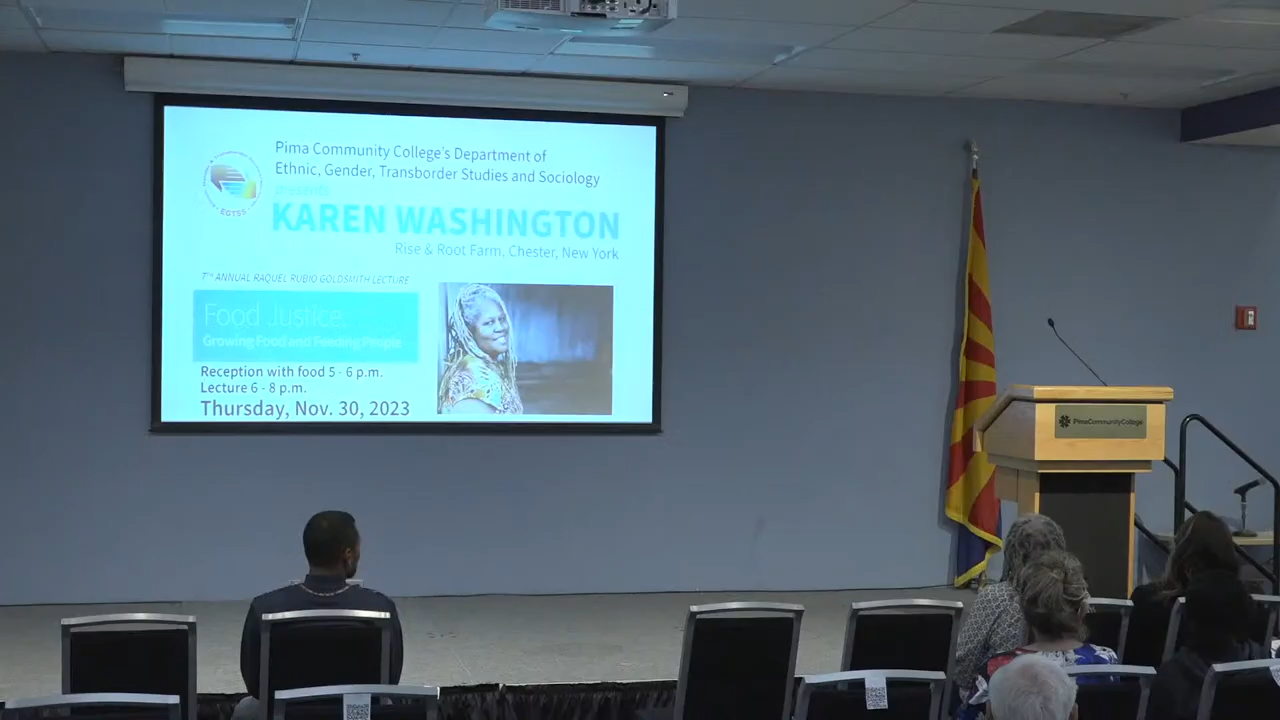 Pima Community College's Department of
Ethnic, Gender, Transborder Studies and Sociology
presents
KAREN WASHINGTON
Rise & Root Farm, Chester, New York
7th ANNUAL RAQUEL RUBIO GOLDSMITH LECTURE
Food Justice:
Growing Food and Feeding People
Reception with food 5 - 6 p.m.
Lecture 6 - 8 p.m.
Thursday, Nov. 30, 2023
EGTSS
PimaCommunityCollege